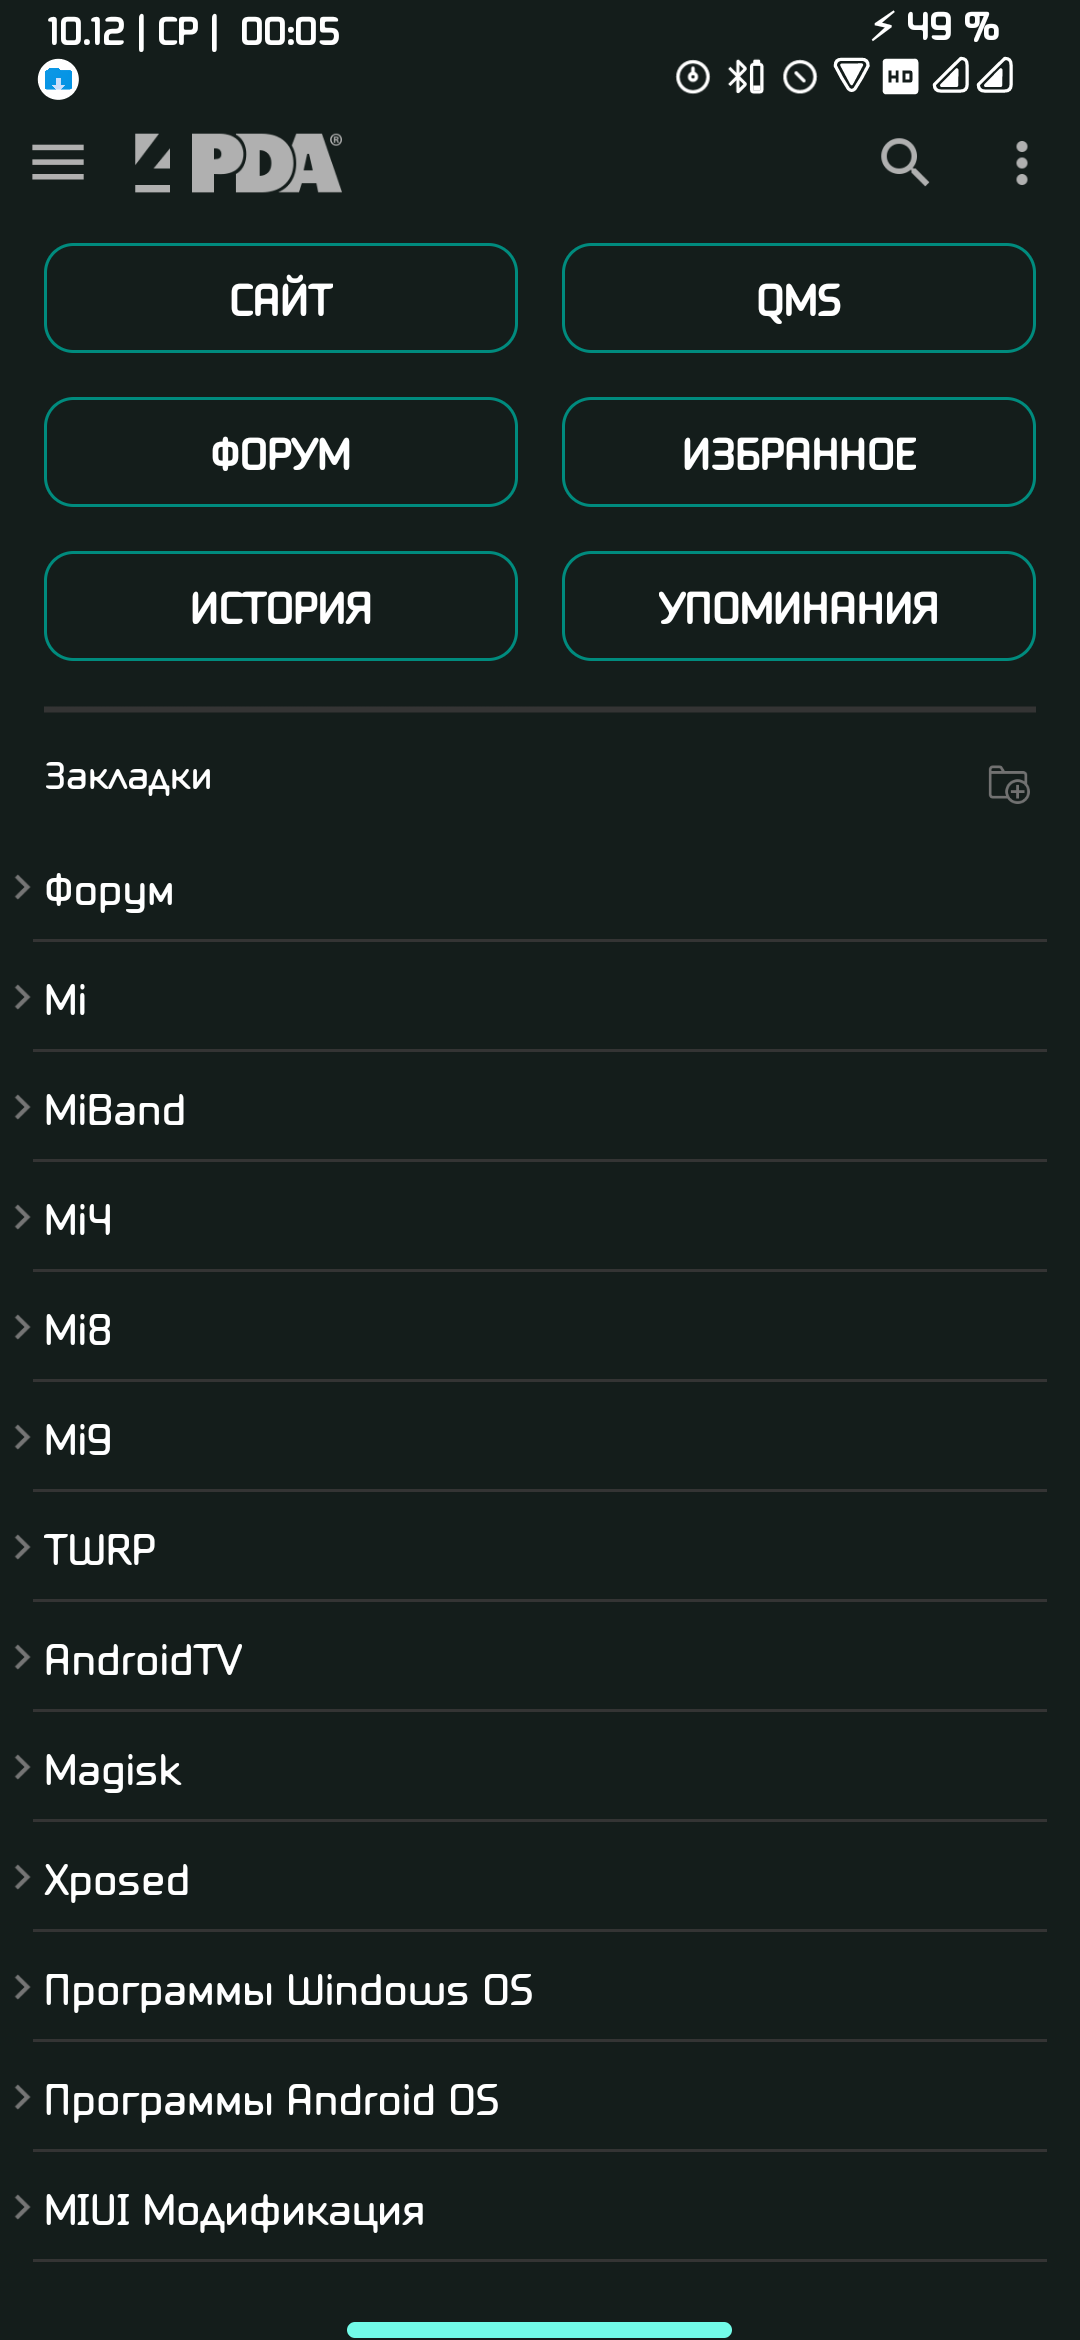 10.12 | СР | 00:05
49 %
HD
4PDA®
САЙТ
QMS
ФОРУМ
ИЗБРАННОЕ
ИСТОРИЯ
УПОМИНАНИЯ
Закладки
Форум
Mi
MiBand
Mi4
Mi8
Mi9
TWRP
AndroidTV
Magisk
Xposed
Программы Windows OS
Программы Android OS
MIUI Модификация